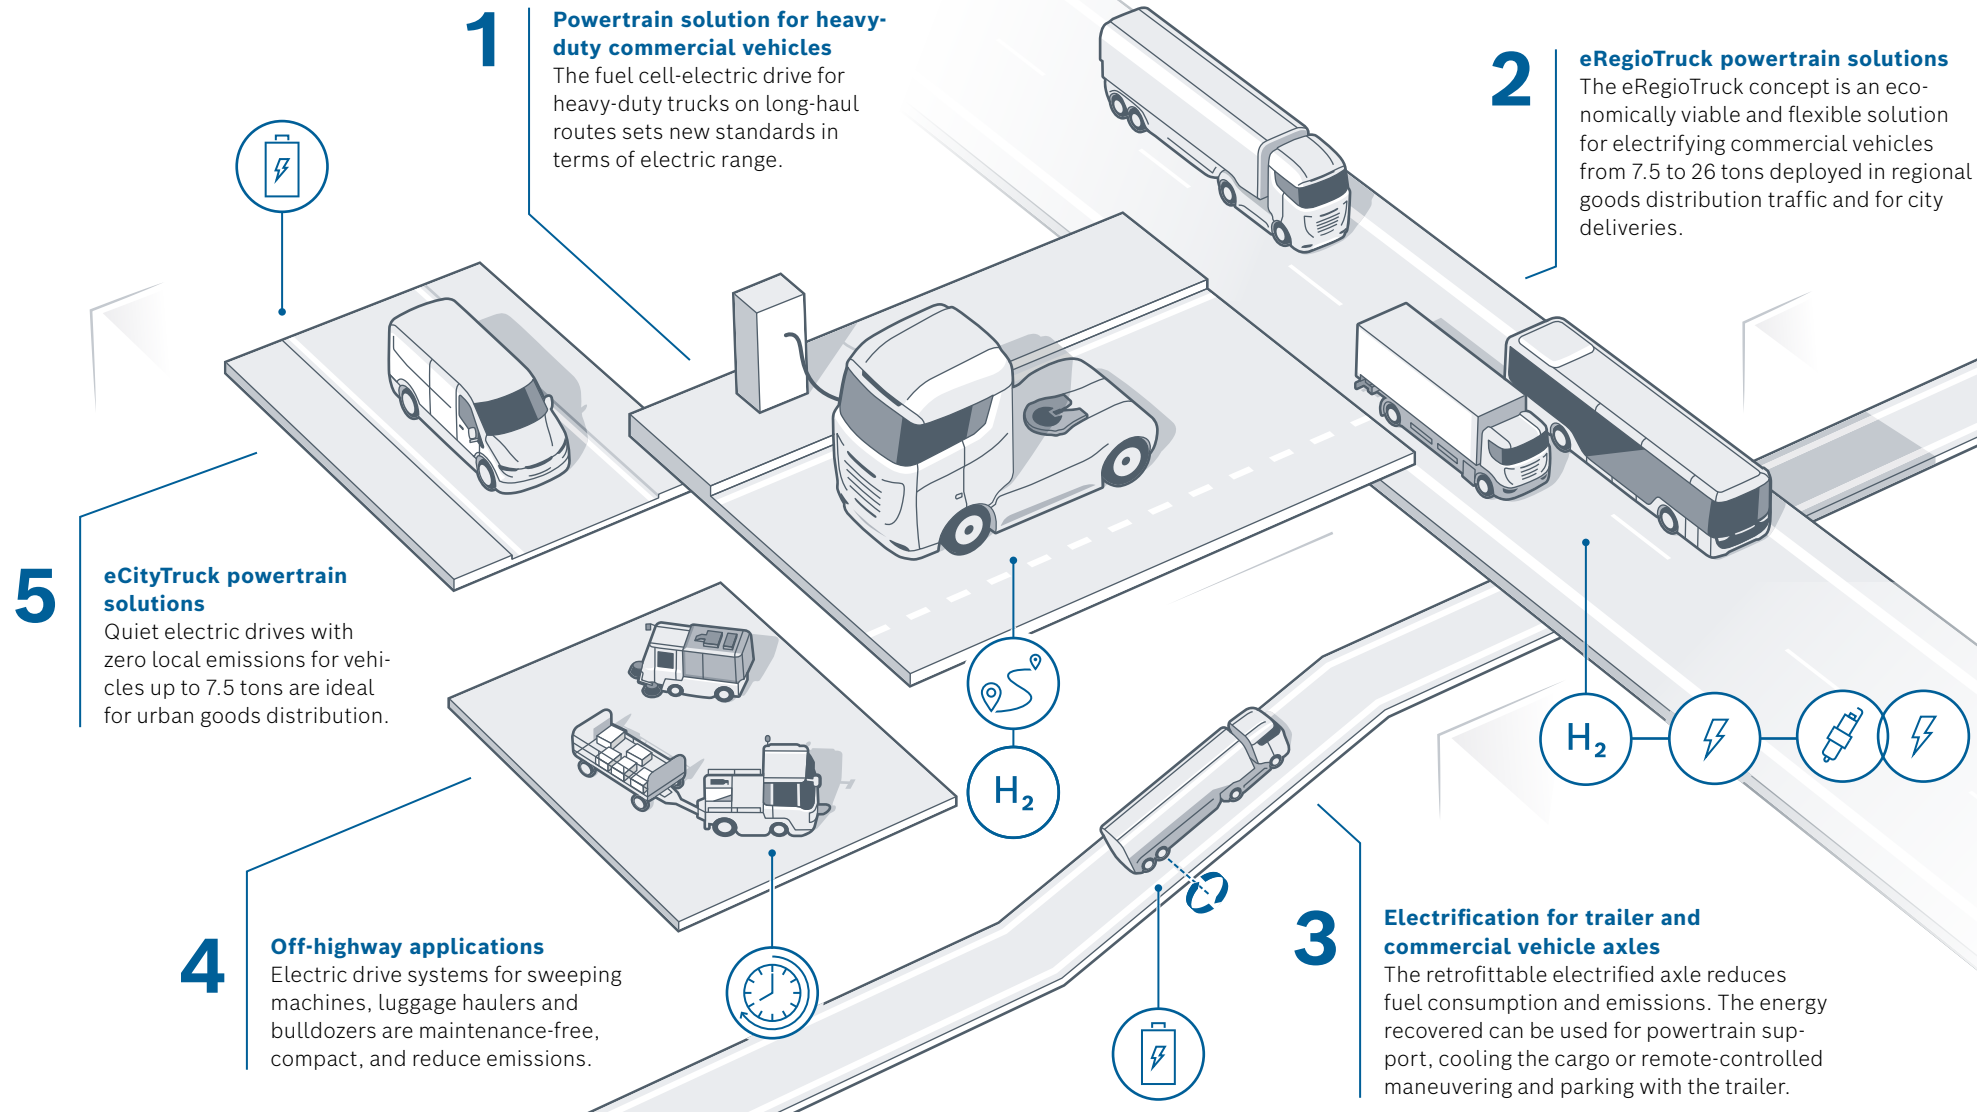 1
Powertrain solution for heavy-
duty commercial vehicles
The fuel cell-electric drive for
heavy-duty trucks on long-haul
routes sets new standards in
terms of electric range.
2
eRegioTruck powertrain solutions
The eRegioTruck concept is an eco-
nomically viable and flexible solution
for electrifying commercial vehicles
from 7.5 to 26 tons deployed in regional
goods distribution traffic and for city
deliveries.
5
eCityTruck powertrain
solutions
Quiet electric drives with
zero local emissions for vehi-
cles up to 7.5 tons are ideal
for urban goods distribution.
H2
H2
4
Off-highway applications
Electric drive systems for sweeping
machines, luggage haulers and
bulldozers are maintenance-free,
compact, and reduce emissions.
3
Electrification for trailer and
commercial vehicle axles
The retrofittable electrified axle reduces
fuel consumption and emissions. The energy
recovered can be used for powertrain sup-
port, cooling the cargo or remote-controlled
maneuvering and parking with the trailer.